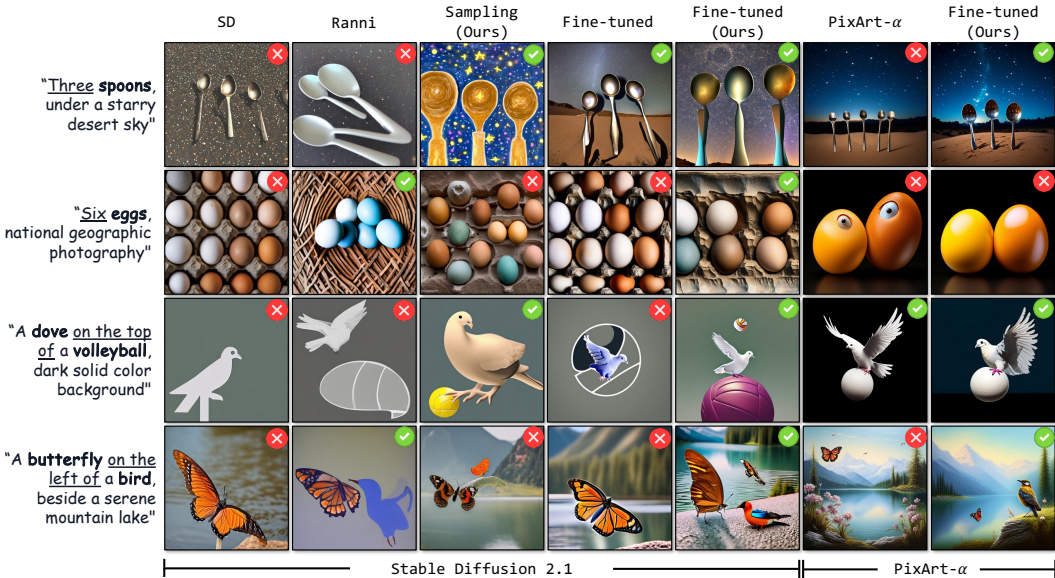 SD
Ranni
Sampling
(Ours)
Fine-tuned
Fine-tuned
(Ours)
PixArt-α
Fine-tuned
(Ours)
"Three spoons,
under a starry
desert sky"
"Six eggs,
national geographic
photography"
"A dove on the top
of a volleyball,
dark solid color
background"
"A butterfly on the
left of a bird,
beside a serene
mountain lake"
Stable Diffusion 2.1
PixArt-α